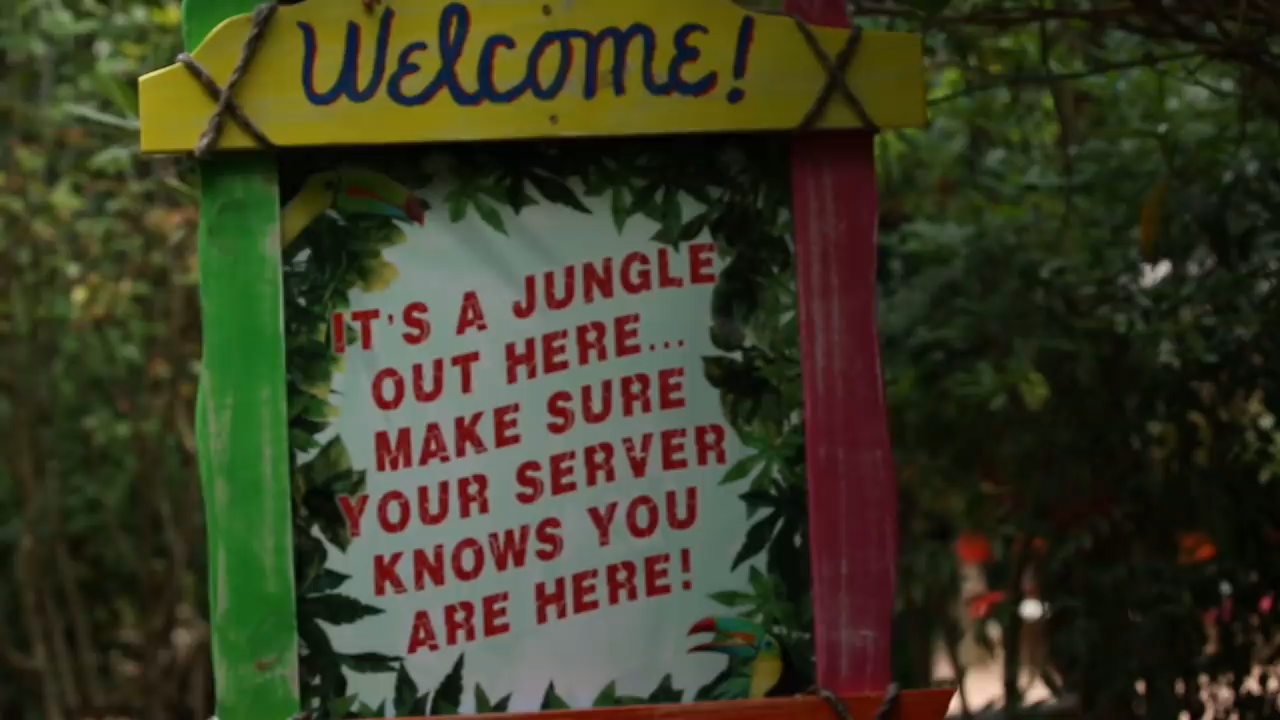 Welcome!
IT'S A JUNGLE
OUT HERE...
MAKE SURE
YOUR SERVER
KNOWS YOU
ARE HERE!